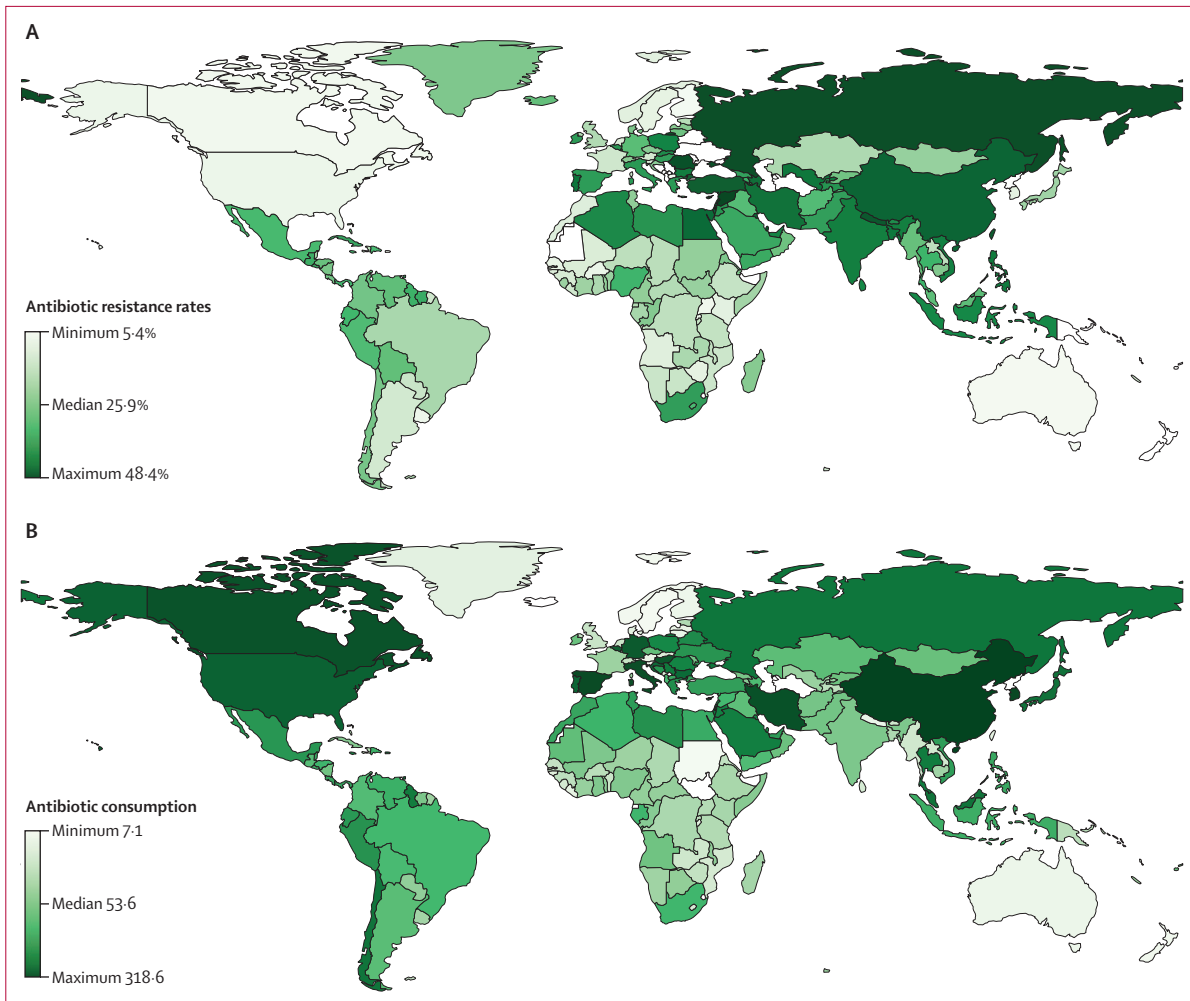 A
Antibiotic resistance rates
Minimum 5·4%
Median 25·9%
Maximum 48·4%
B
Antibiotic consumption
Minimum 7·1
Median 53·6
Maximum 318·6